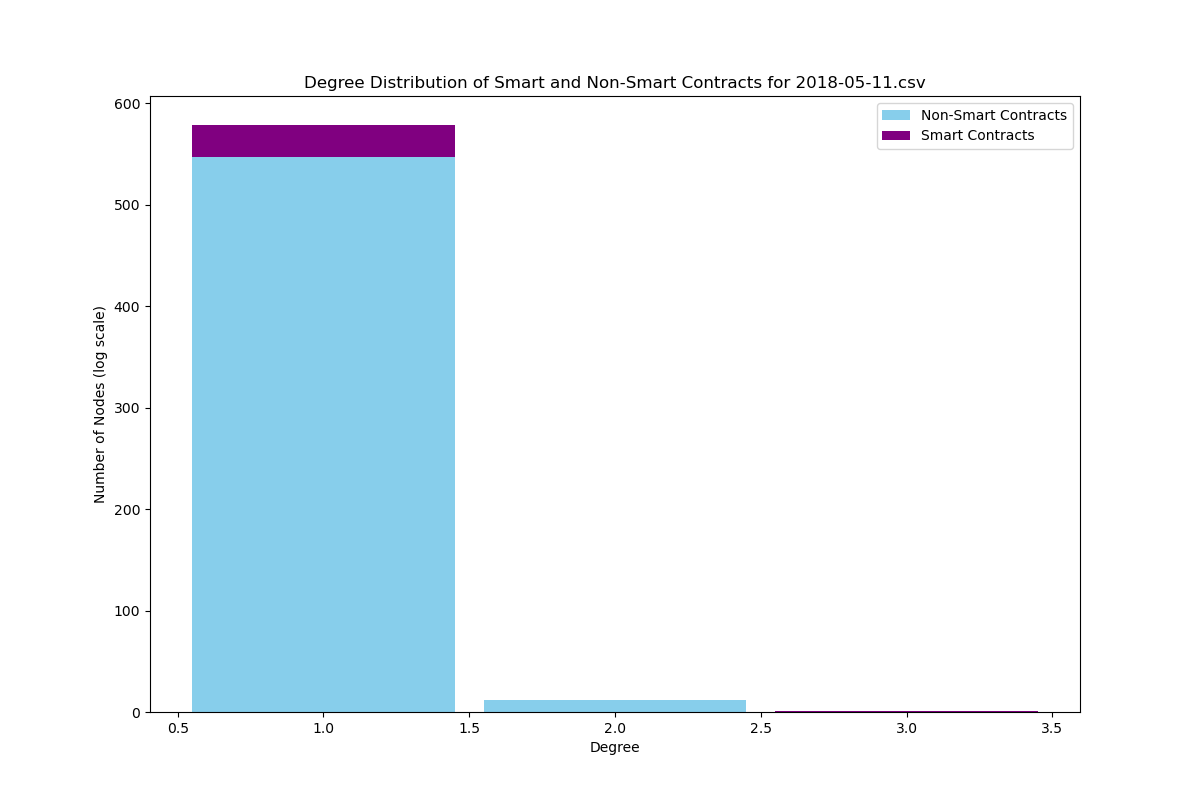 Degree Distribution of Smart and Non-Smart Contracts for 2018-05-11.csv
Non-Smart Contracts
Smart Contracts
Number of Nodes (log scale)
600
500
400
300
200
100
0
0.5 1.0 1.5 2.0 2.5 3.0 3.5
Degree